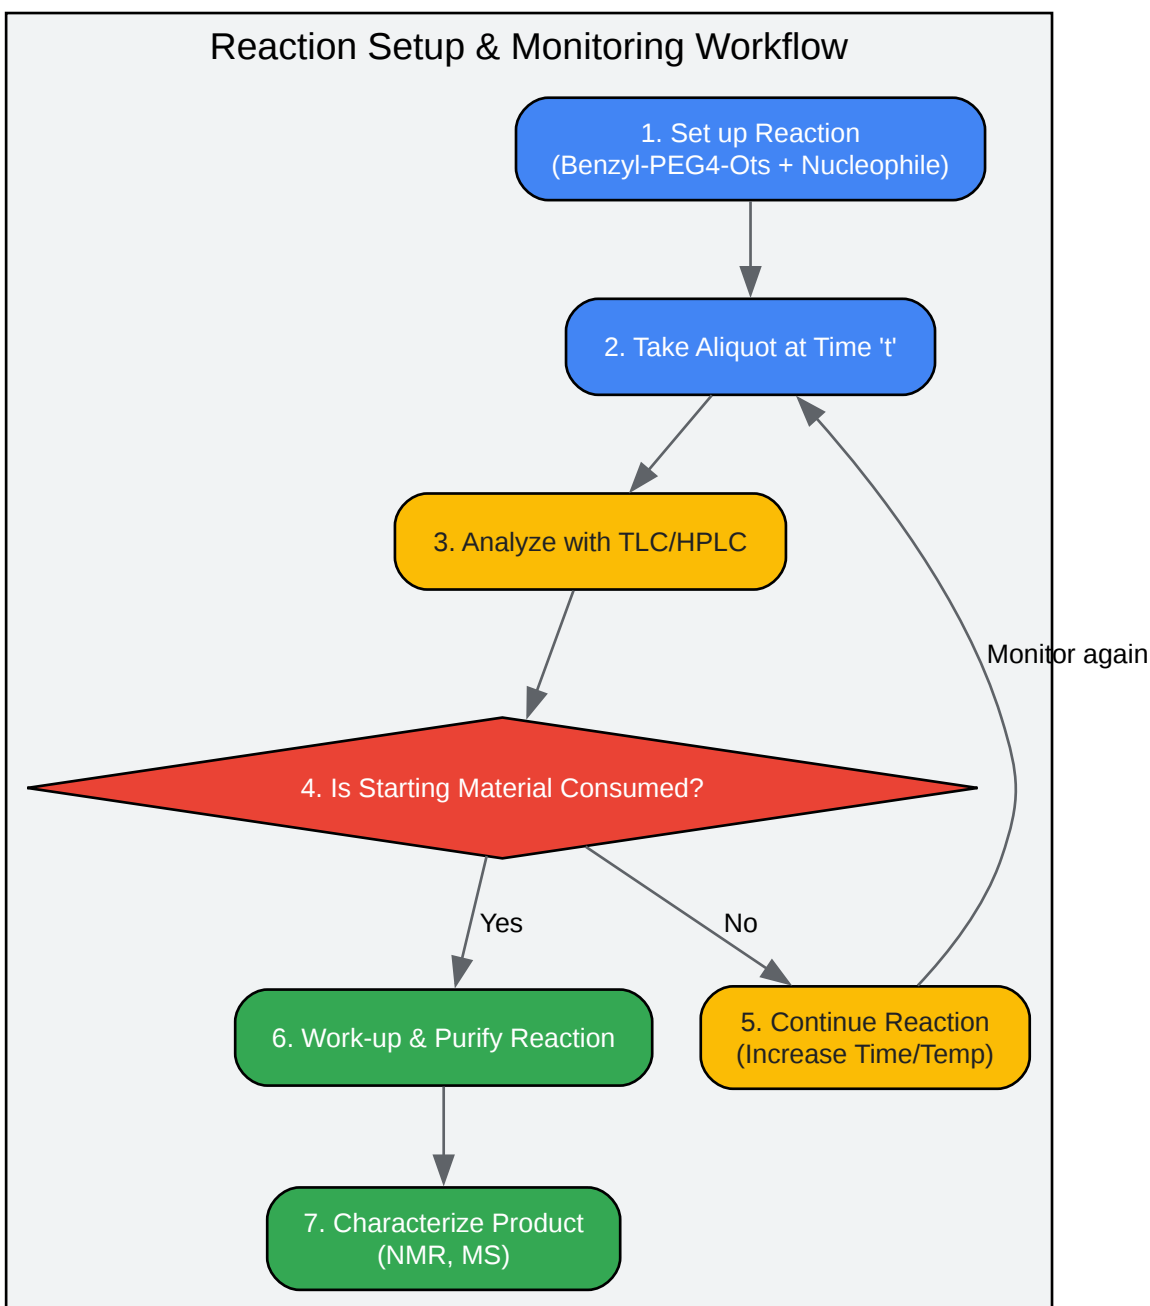 Reaction Setup & Monitoring Workflow
1. Set up Reaction
(Benzyl-PEG4-Ots + Nucleophile)
2. Take Aliquot at Time 't'
3. Analyze with TLC/HPLC
Monitor again
4. Is Starting Material Consumed?
Yes
No
5. Continue Reaction
(Increase Time/Temp)
6. Work-up & Purify Reaction
7. Characterize Product
(NMR, MS)